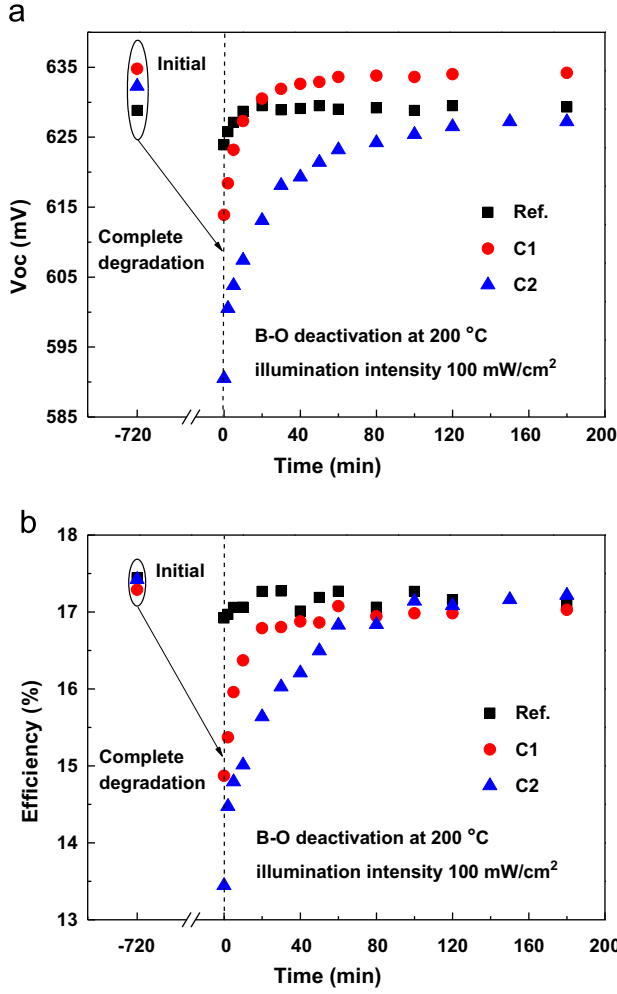 a
635
625
615
605
595
585
Voc (mV)
Initial
Complete
degradation
Ref.
C1
C2
B-O deactivation at 200 °C
illumination intensity 100 mW/cm²
-720 0 40 80 120 160 200
Time (min)
b
18
17
16
15
14
13
Efficiency (%)
Initial
Complete
degradation
Ref.
C1
C2
B-O deactivation at 200 °C
illumination intensity 100 mW/cm²
-720 0 40 80 120 160 200
Time (min)